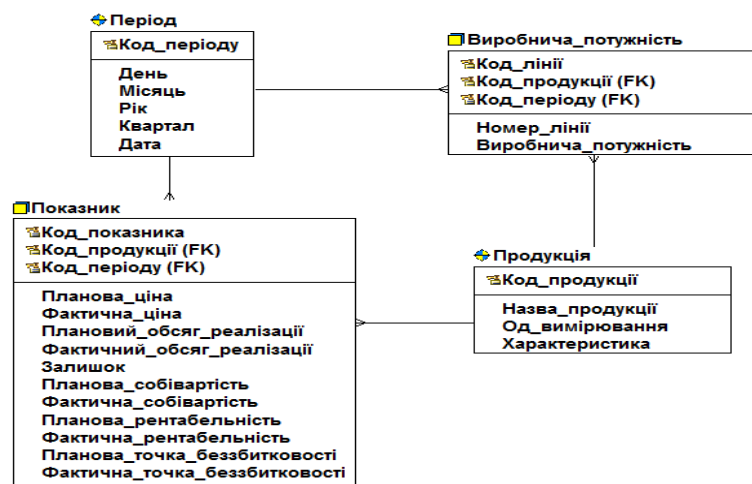 Період
Код_періоду
День
Місяць
Рік
Квартал
Дата
Виробнича_потужність
Код_лінії
Код_продукції (FK)
Код_періоду (FK)
Номер_лінії
Виробнича_потужність
Показник
Код_показника
Код_продукції (FK)
Код_періоду (FK)
Планова_ціна
Фактична_ціна
Плановий_обсяг_реалізації
Фактичний_обсяг_реалізації
Залишок
Планова_собівартість
Фактична_собівартість
Планова_рентабельність
Фактична_рентабельність
Планова_точка_беззбитковості
Фактична_точка_беззбитковості
Продукція
Код_продукції
Назва_продукції
Од_вимірювання
Характеристика